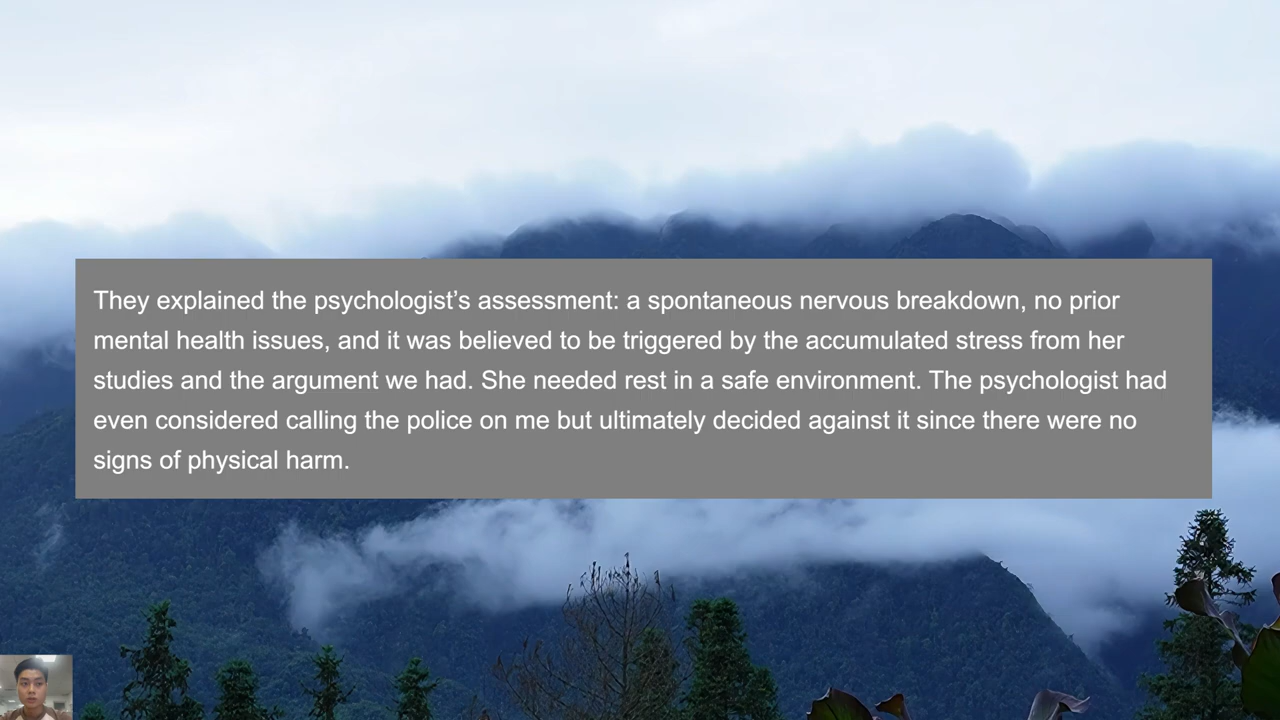 They explained the psychologist’s assessment: a spontaneous nervous breakdown, no prior
mental health issues, and it was believed to be triggered by the accumulated stress from her
studies and the argument we had. She needed rest in a safe environment. The psychologist had
even considered calling the police on me but ultimately decided against it since there were no
signs of physical harm.